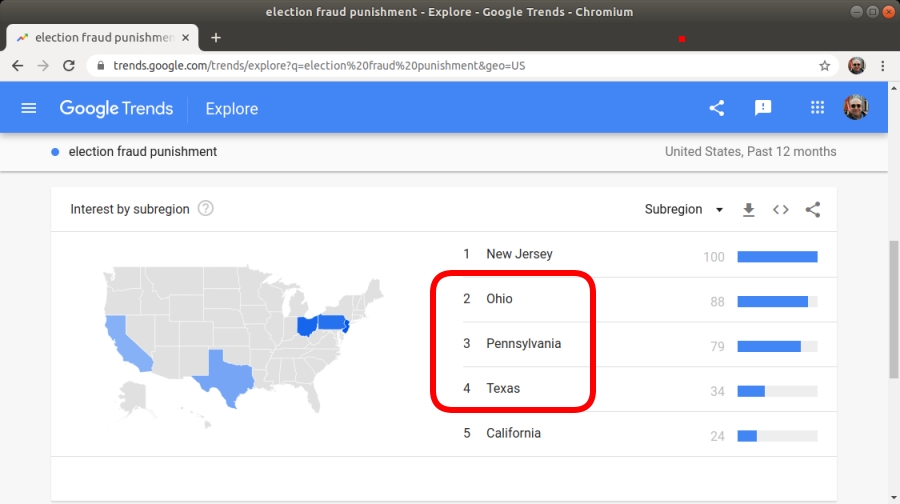 election fraud punishment - Explore - Google Trends - Chromium
election fraud punishmen
trends.google.com/trends/explore?q=election%20fraud%20punishment&geo=US
Google Trends Explore
election fraud punishment United States, Past 12 months
Interest by subregion ? Subregion
1 New Jersey 100
2 Ohio 88
3 Pennsylvania 79
4 Texas 34
5 California 24